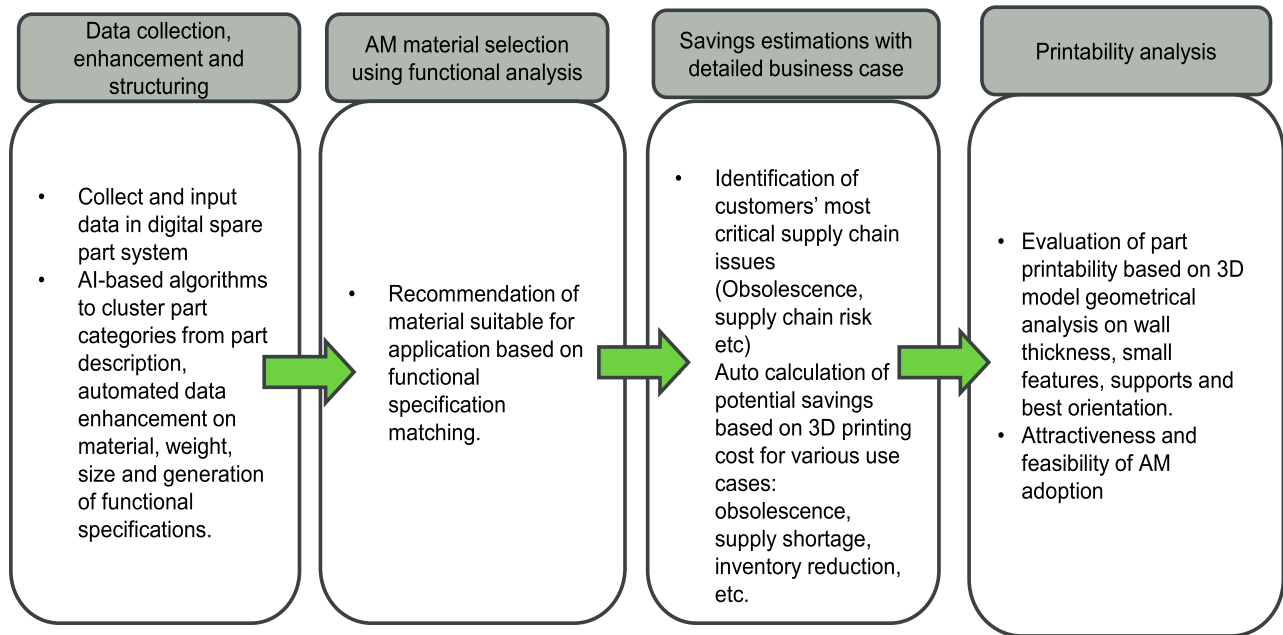 Data collection,
enhancement and
structuring
• Collect and input
data in digital spare
part system
• AI-based algorithms
to cluster part
categories from part
description,
automated data
enhancement on
material, weight,
size and generation
of functional
specifications.
AM material selection
using functional analysis
• Recommendation of
material suitable for
application based on
functional
specification
matching.
Savings estimations with
detailed business case
• Identification of
customers’ most
critical supply chain
issues
(Obsolescence,
supply chain risk
etc)
Auto calculation of
potential savings
based on 3D printing
cost for various use
cases:
obsolescence,
supply shortage,
inventory reduction,
etc.
Printability analysis
• Evaluation of part
printability based on 3D
model geometrical
analysis on wall
thickness, small
features, supports and
best orientation.
• Attractiveness and
feasibility of AM
adoption